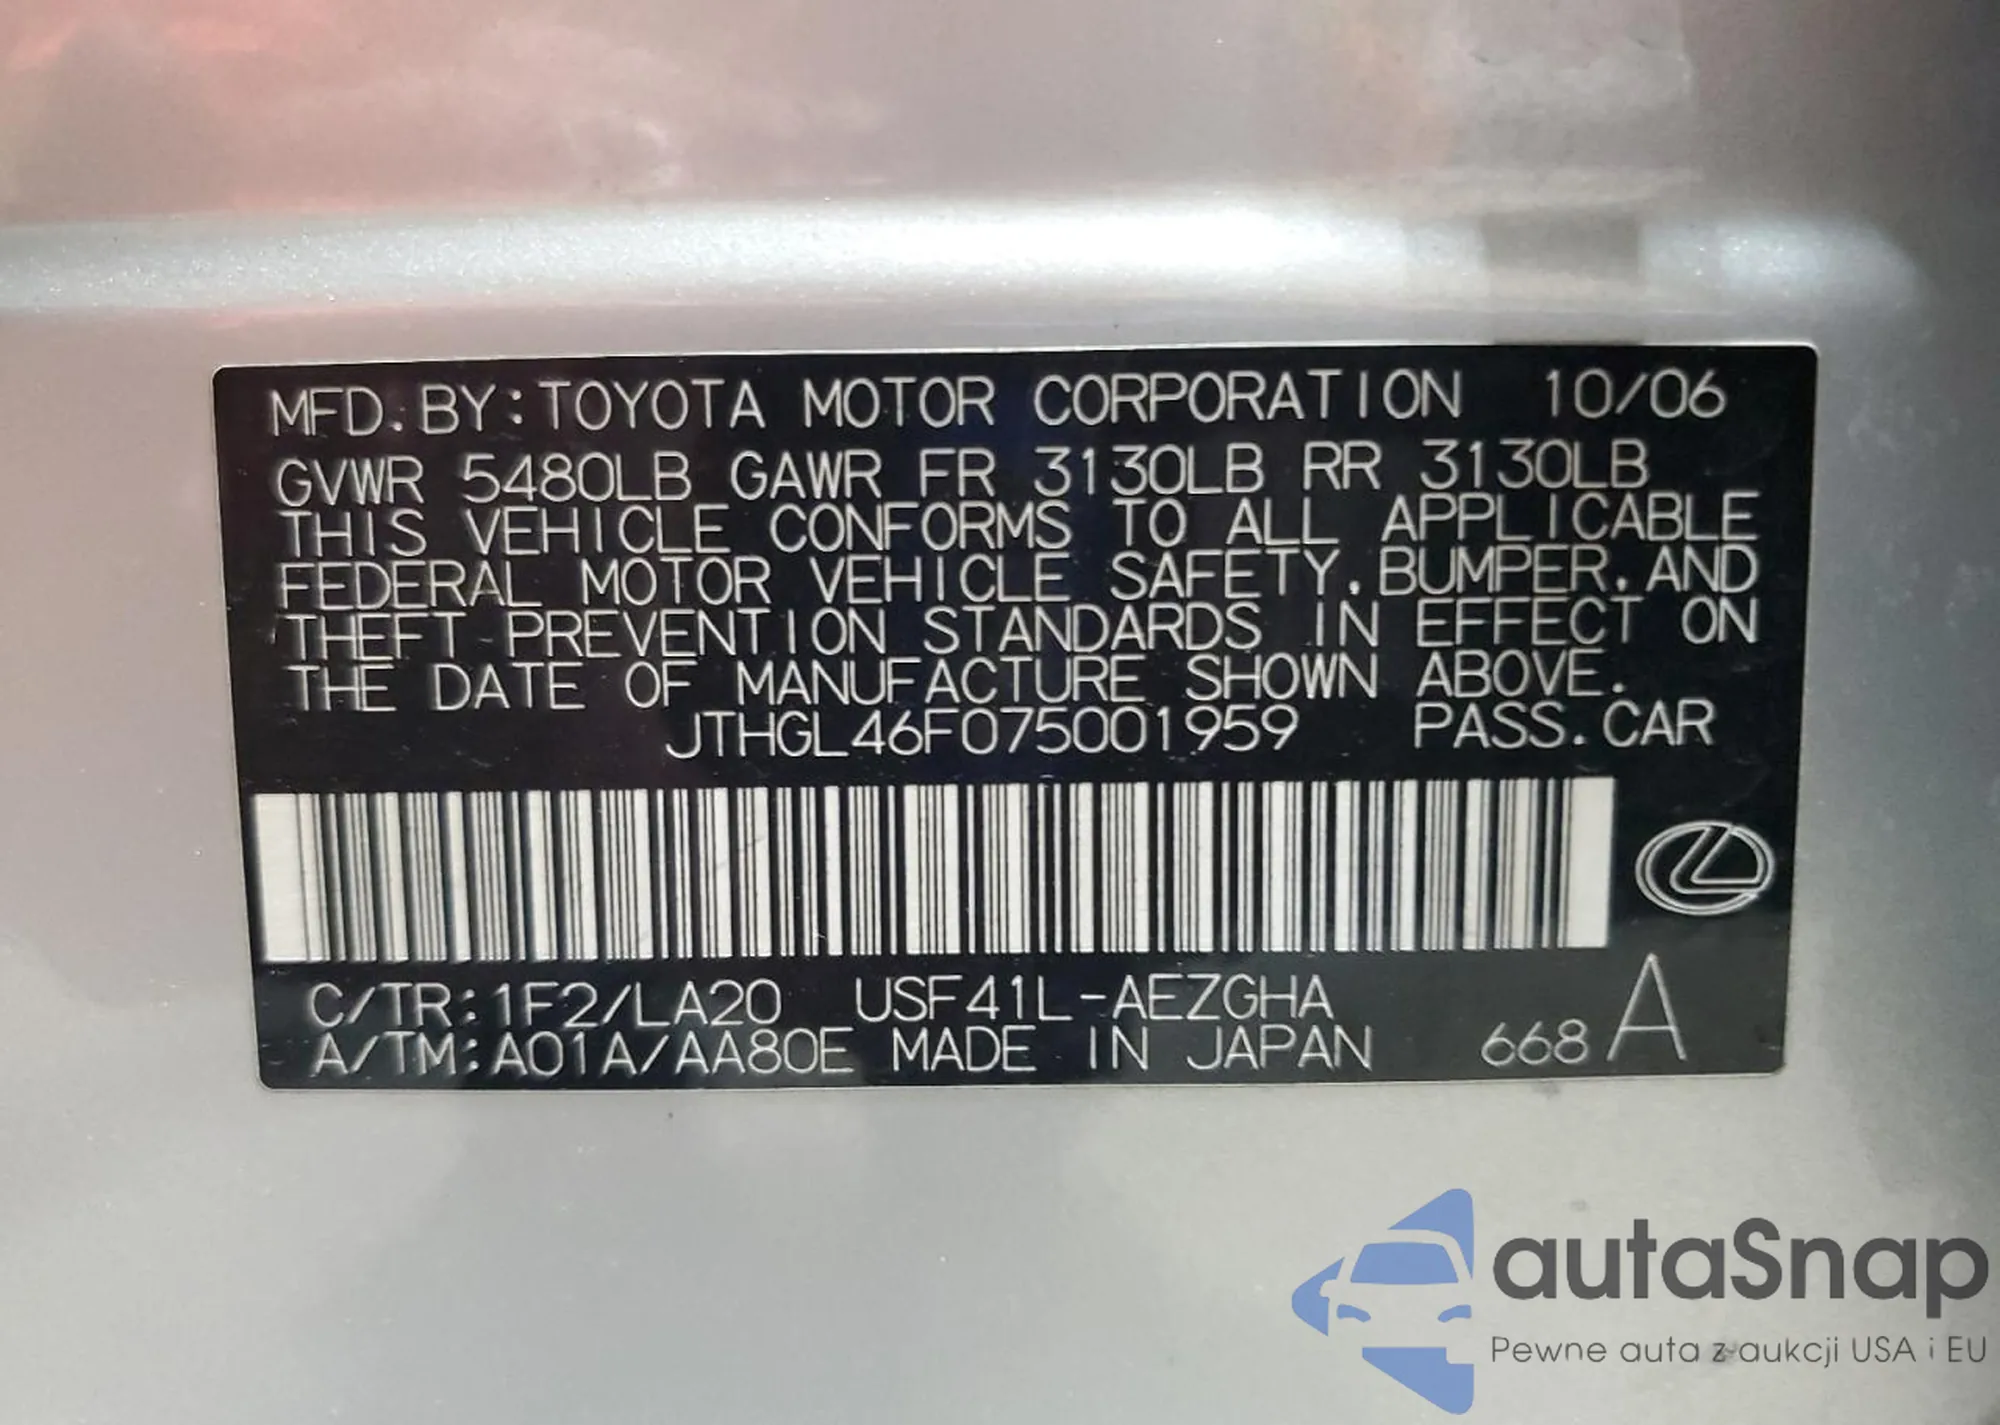 MFD. BY: TOYOTA MOTOR CORPORATION 10/06
GVWR 5480LB GAWR FR 3130LB RR 3130LB
THIS VEHICLE CONFORMS TO ALL APPLICABLE
FEDERAL MOTOR VEHICLE SAFETY, BUMPER, AND
THEFT PREVENTION STANDARDS IN EFFECT ON
THE DATE OF MANUFACTURE SHOWN ABOVE.
JTHGL46F075001959 PASS. CAR
C/TR: 1F2/LA20 USF41L-AEZGHA
A/TM: A01A/AA80E MADE IN JAPAN 668 A
autaSnap
Pewne auta z aukcji USA i EU